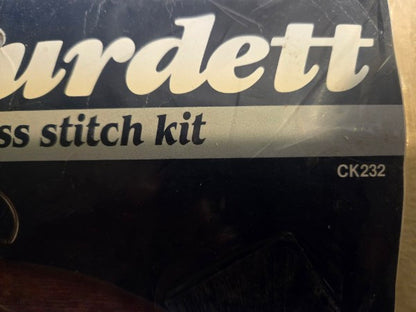 urdett
ss stitch kit
CK232